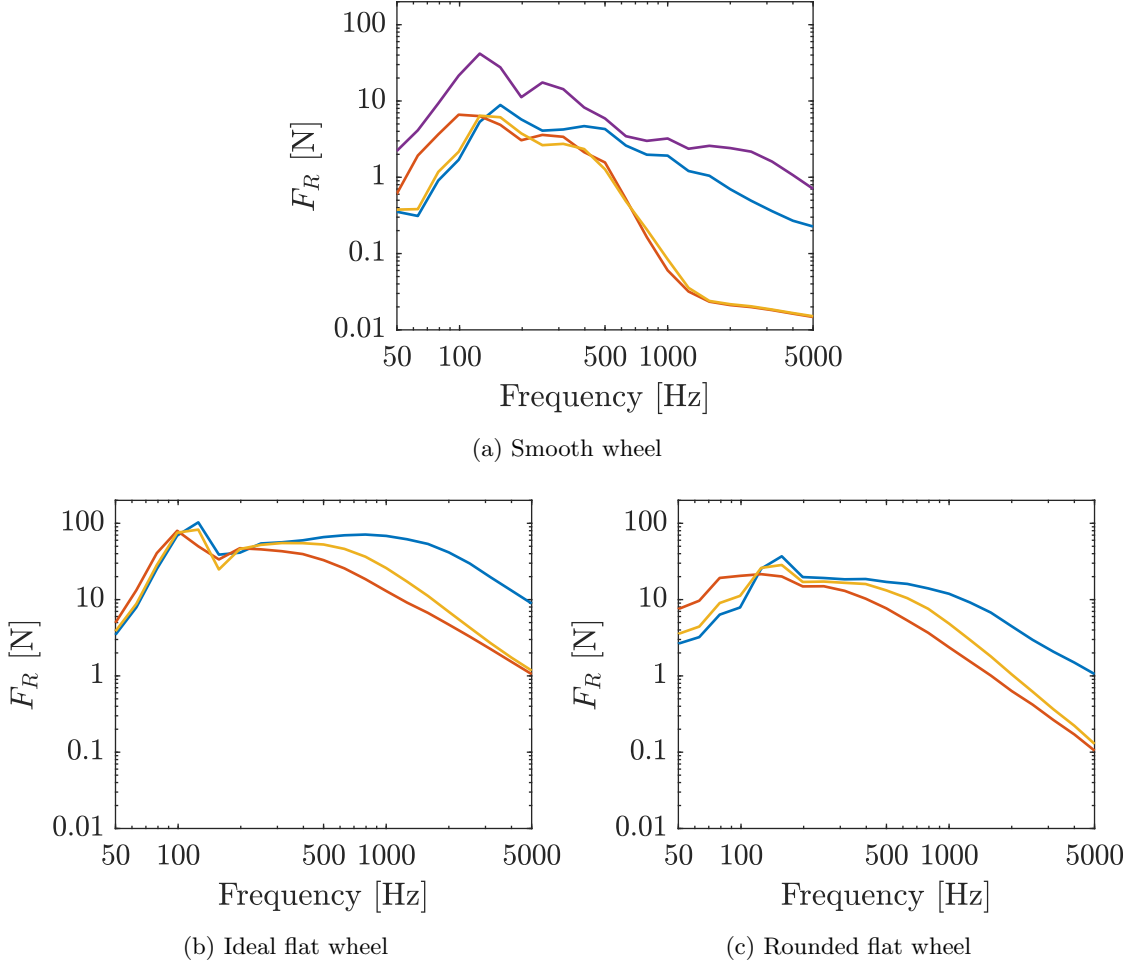 100
10
1
0.1
0.01
F_R [N]
50 100 500 1000 5000
Frequency [Hz]
(a) Smooth wheel
100
10
1
0.1
0.01
F_R [N]
50 100 500 1000 5000
Frequency [Hz]
(b) Ideal flat wheel
100
10
1
0.1
0.01
F_R [N]
50 100 500 1000 5000
Frequency [Hz]
(c) Rounded flat wheel